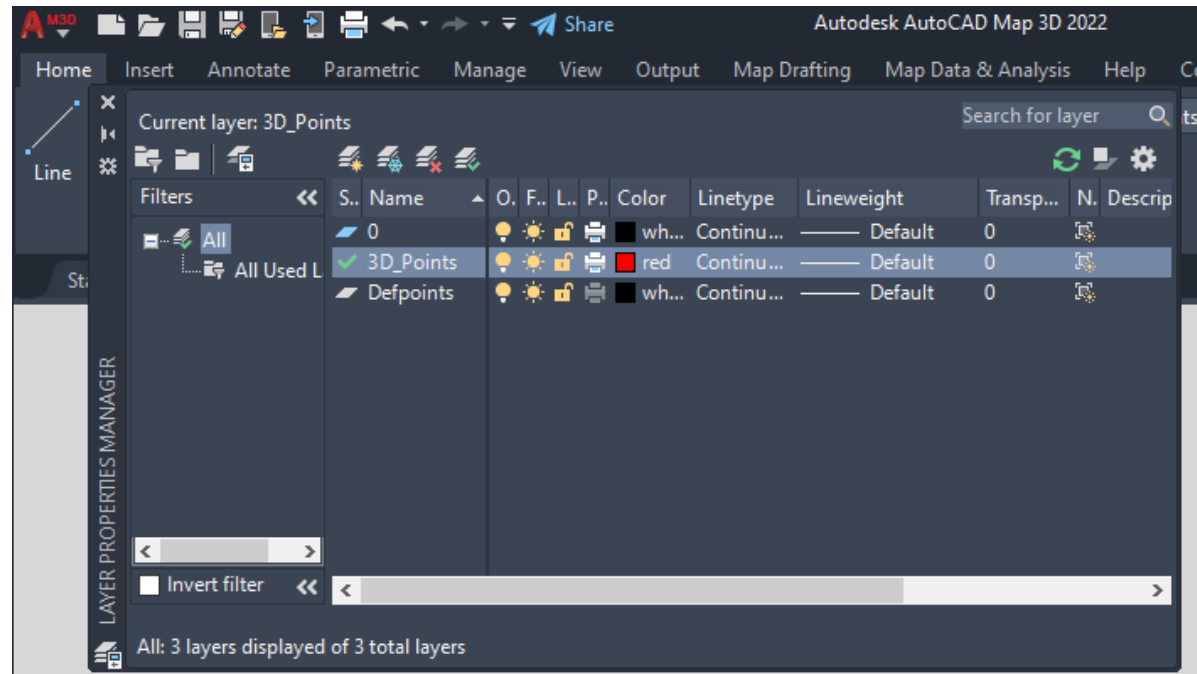 M3D Share Autodesk AutoCAD Map 3D 2022
Home Insert Annotate Parametric Manage View Output Map Drafting Map Data & Analysis Help
Current layer: 3D_Points
Search for layer
ts
Line
Filters
All
All Used L
S.. Name O. F.. L.. P.. Color Linetype Lineweight Transp... N. Descrip
0 wh... Continu... Default 0
3D_Points red Continu... Default 0
Defpoints wh... Continu... Default 0
Sta
LAYER PROPERTIES MANAGER
Invert filter
All: 3 layers displayed of 3 total layers